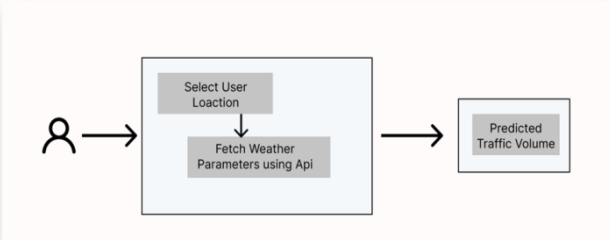 Select User
Loaction
Fetch Weather
Parameters using Api
Predicted
Traffic Volume